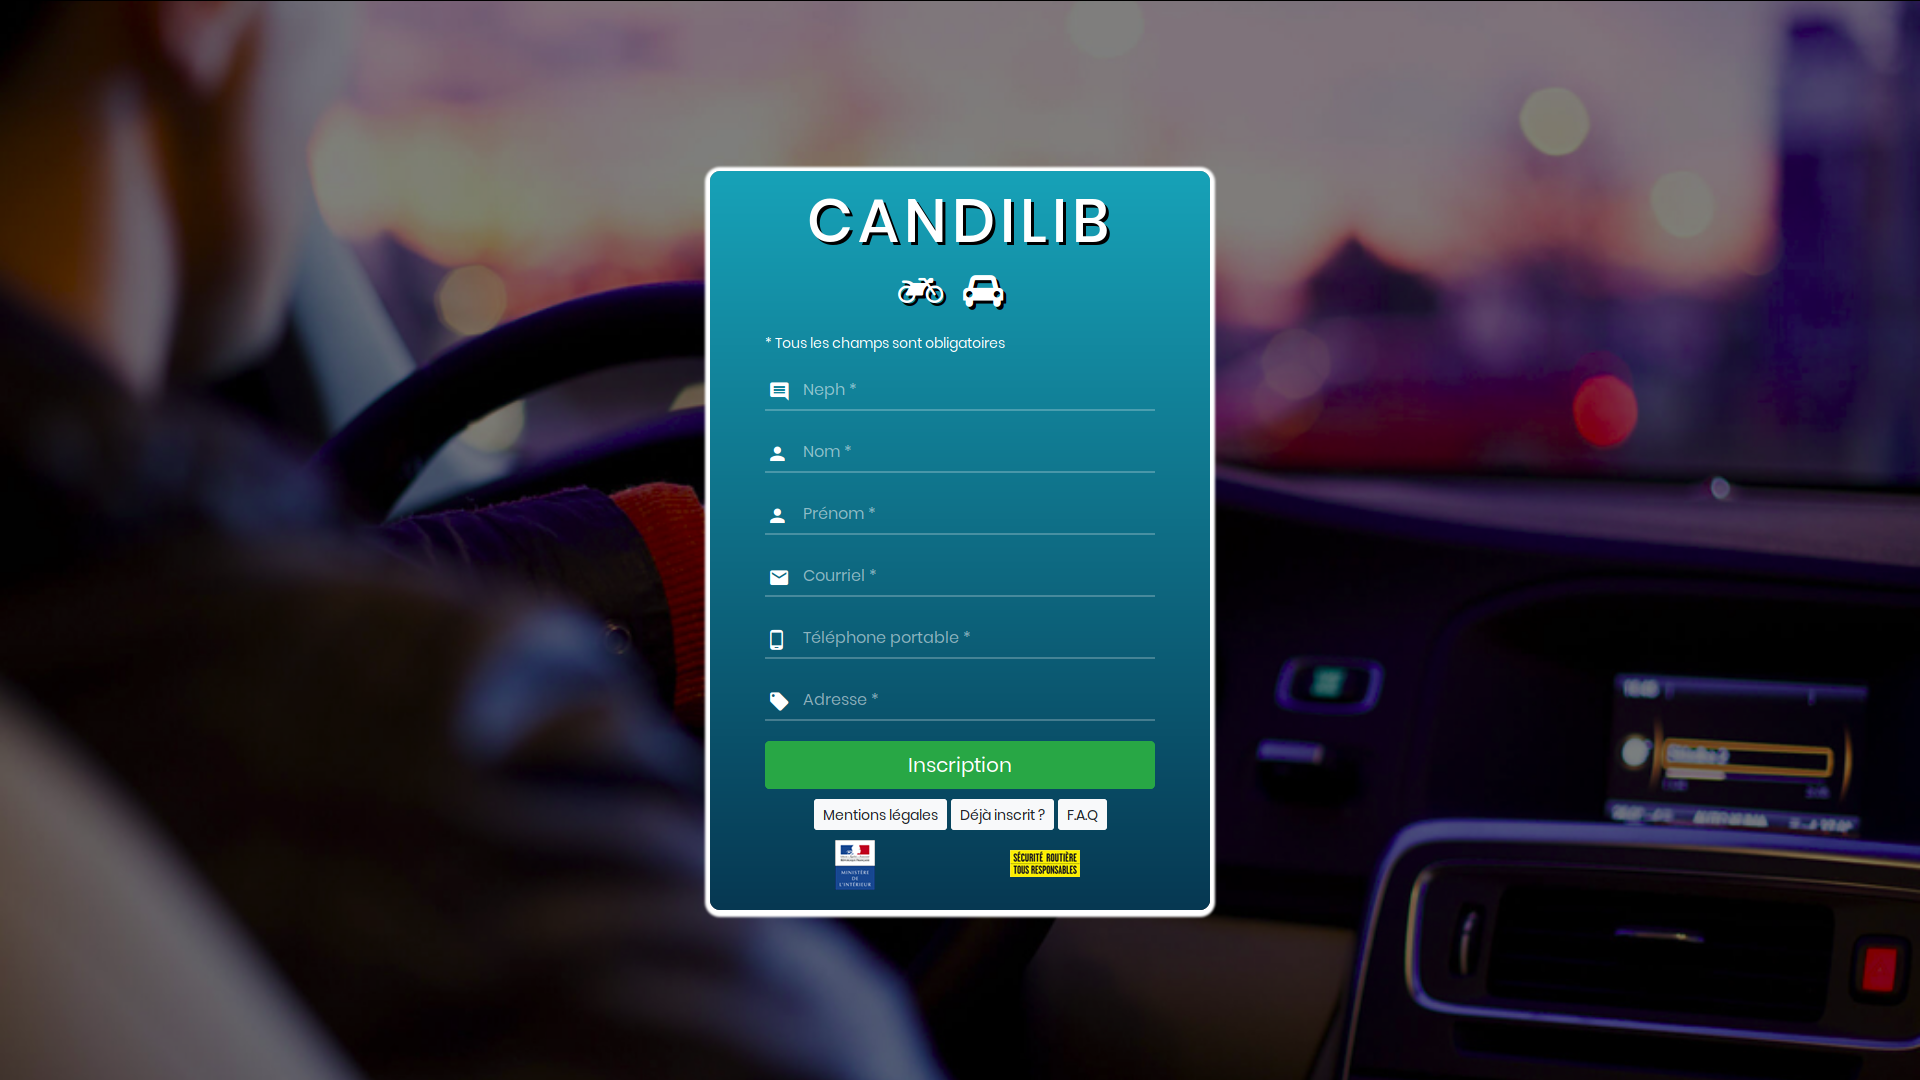 CANDILIB
* Tous les champs sont obligatoires
Neph *
Nom *
Prénom *
Courriel *
Téléphone portable *
Adresse *
Inscription
Mentions légales
Déjà inscrit ?
F.A.Q
MINISTÈRE
DE
L'INTÉRIEUR
SÉCURITÉ ROUTIÈRE
TOUS RESPONSABLES